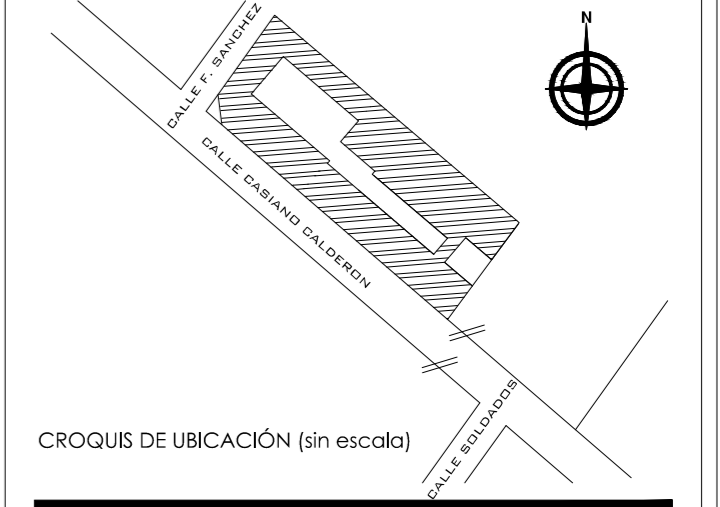 N
CALLE F. SANCHEZ
CALLE CASIANO CALDERON
CALLE SOLDADOS
CROQUIS DE UBICACIÓN (sin escala)